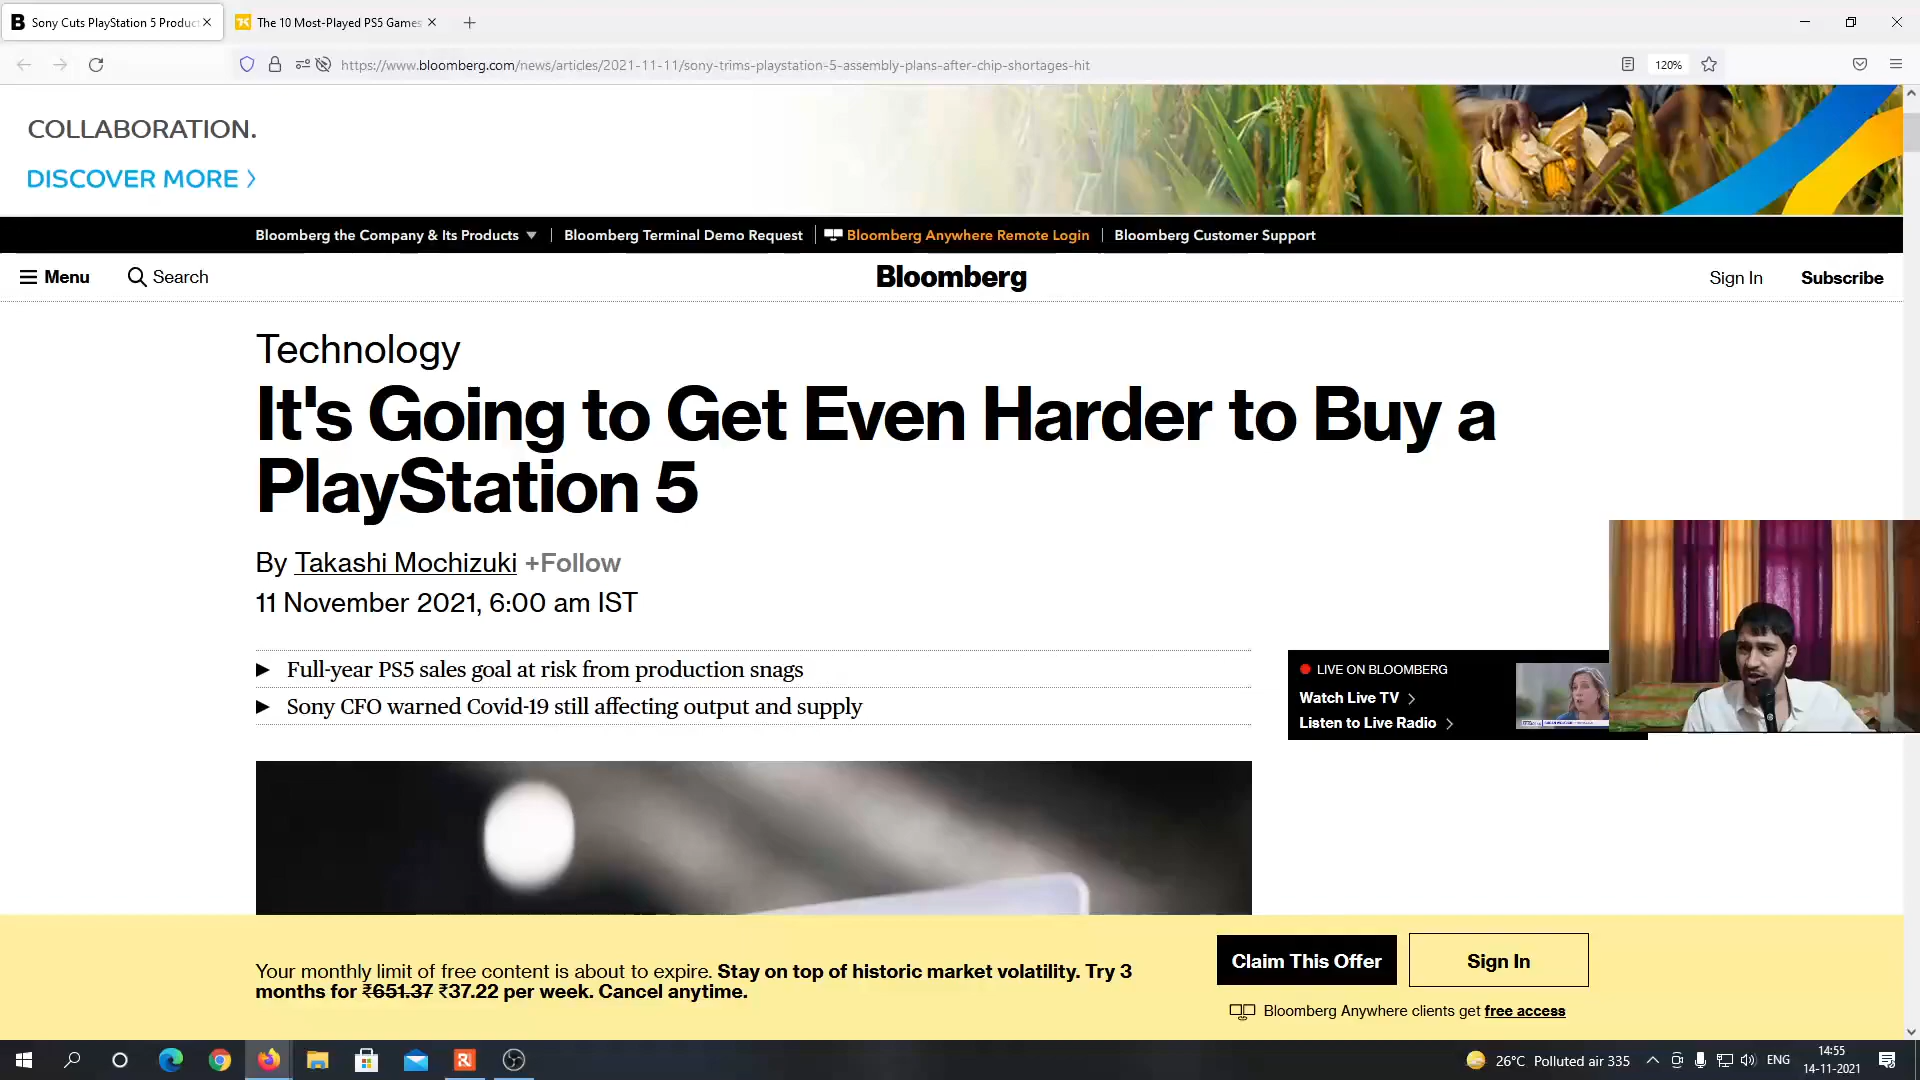 Sony Cuts PlayStation 5 Produc
The 10 Most-Played PS5 Games
https://www.bloomberg.com/news/articles/2021-11-11/sony-trims-playstation-5-assembly-plans-after-chip-shortages-hit
120%
COLLABORATION.
DISCOVER MORE
Bloomberg the Company & Its Products
Bloomberg Terminal Demo Request
Bloomberg Anywhere Remote Login
Bloomberg Customer Support
Menu
Search
Bloomberg
Sign In
Subscribe
Technology
It's Going to Get Even Harder to Buy a
PlayStation 5
By Takashi Mochizuki +Follow
11 November 2021, 6:00 am IST
Full-year PS5 sales goal at risk from production snags
Sony CFO warned Covid-19 still affecting output and supply
LIVE ON BLOOMBERG
Watch Live TV
Listen to Live Radio
Your monthly limit of free content is about to expire. Stay on top of historic market volatility. Try 3
months for ₹651.37 ₹37.22 per week. Cancel anytime.
Claim This Offer
Sign In
Bloomberg Anywhere clients get free access
26°C Polluted air 335
ENG
14:55
14-11-2021